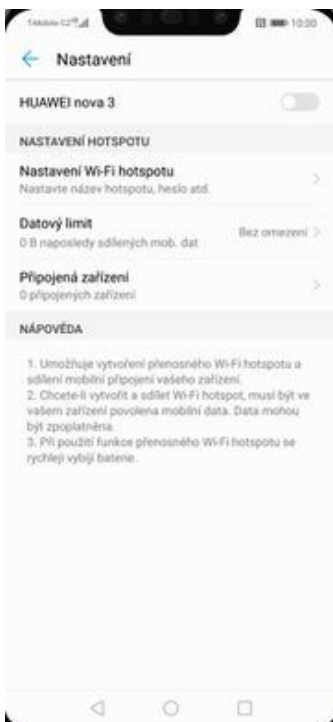 10:00
Nastavení
HUAWEI nova 3
NASTAVENÍ HOTSPOTU
Nastavení Wi-Fi hotspotu
Nastavte název hotspotu, heslo atd.
Datový limit
0 B naposledy sdílených mob. dat
Bez omezení
Připojená zařízení
0 připojených zařízení
NÁPOVĚDA
1. Umožňuje vytvoření přenosného Wi-Fi hotspotu a
sdílení mobilní připojení vašeho zařízení.
2. Chcete-li vytvořit a sdílet Wi-Fi hotspot, musí být ve
vašem zařízení povolena mobilní data. Data mohou
být zpoplatněna.
3. Při použití funkce přenosného Wi-Fi hotspotu se
rychleji vybíjí baterie.